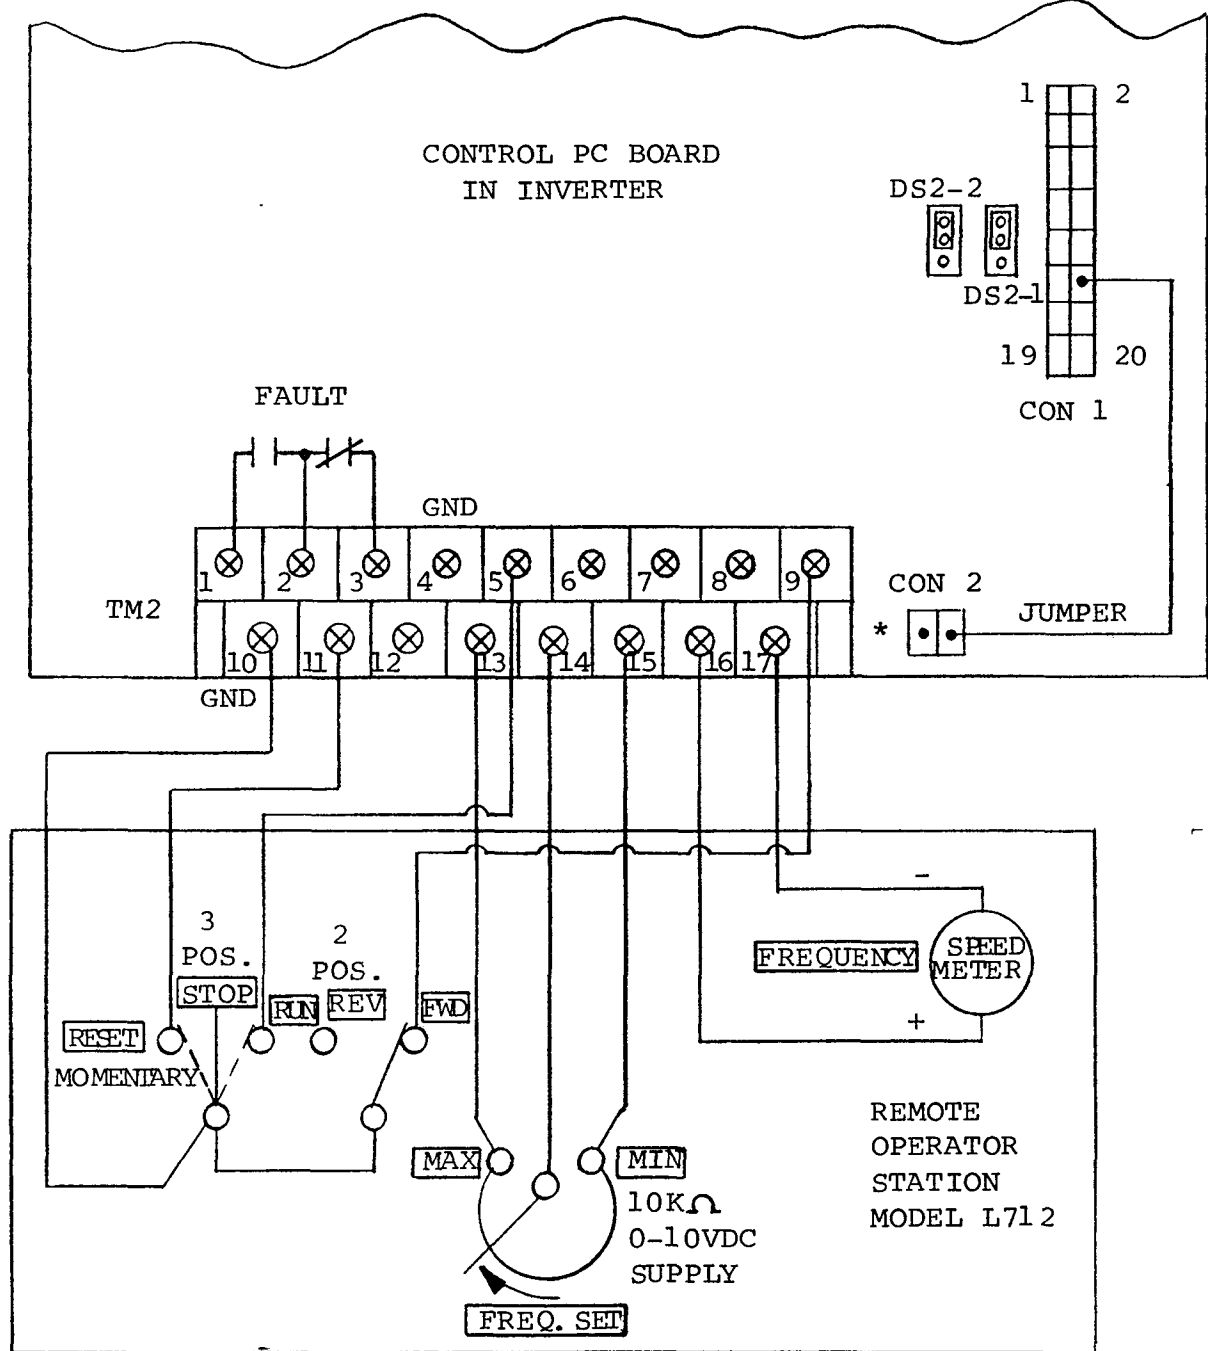 1 2
CONTROL PC BOARD
IN INVERTER
DS2-2
DS2-1
19 20
CON 1
FAULT
GND
1 2 3 4 5 6 7 8 9
TM2
CON 2
*
JUMPER
10 11 12 13 14 15 16 17
GND
3
POS.
STOP
2
POS.
RUN
REV
FWD
RESET
MOMENTARY
-
FREQUENCY
SPEED
METER
+
MAX
MIN
10KΩ
0-10VDC
SUPPLY
FREQ. SET
REMOTE
OPERATOR
STATION
MODEL L712